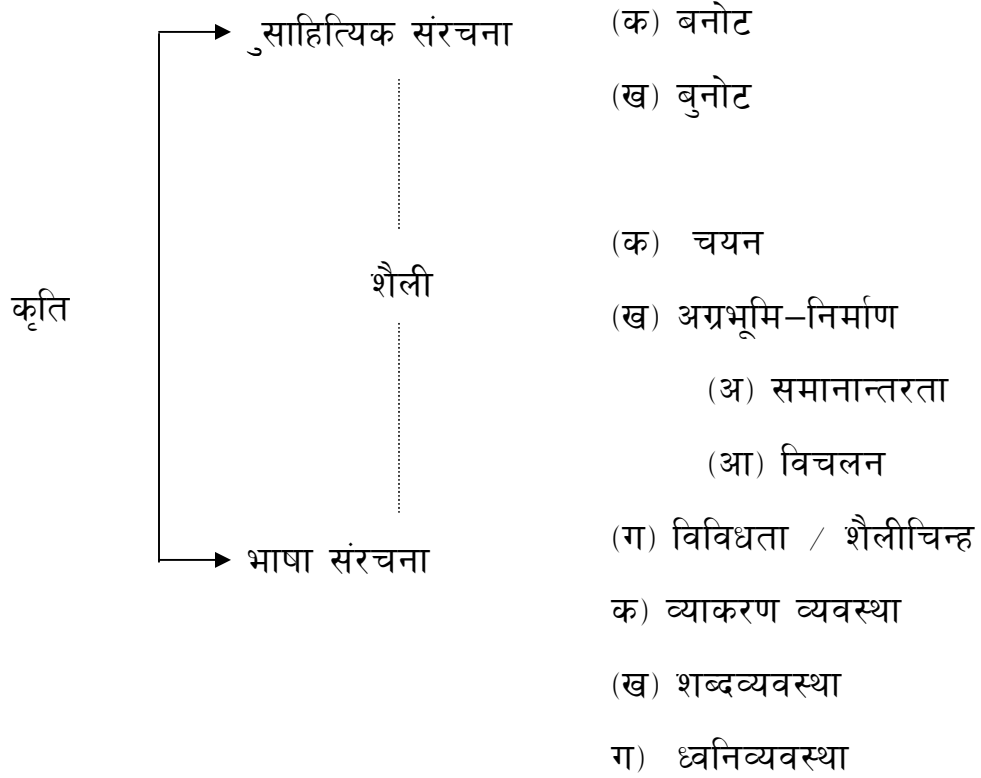 ुसाहित्यिक संरचना
(क) बनोट
(ख) बुनोट
कृति
शैली
(क) चयन
(ख) अग्रभूमि–निर्माण
(अ) समानान्तरता
(आ) विचलन
(ग) विविधता / शैलीचिन्ह
भाषा संरचना
क) व्याकरण व्यवस्था
(ख) शब्दव्यवस्था
ग) ध्वनिव्यवस्था